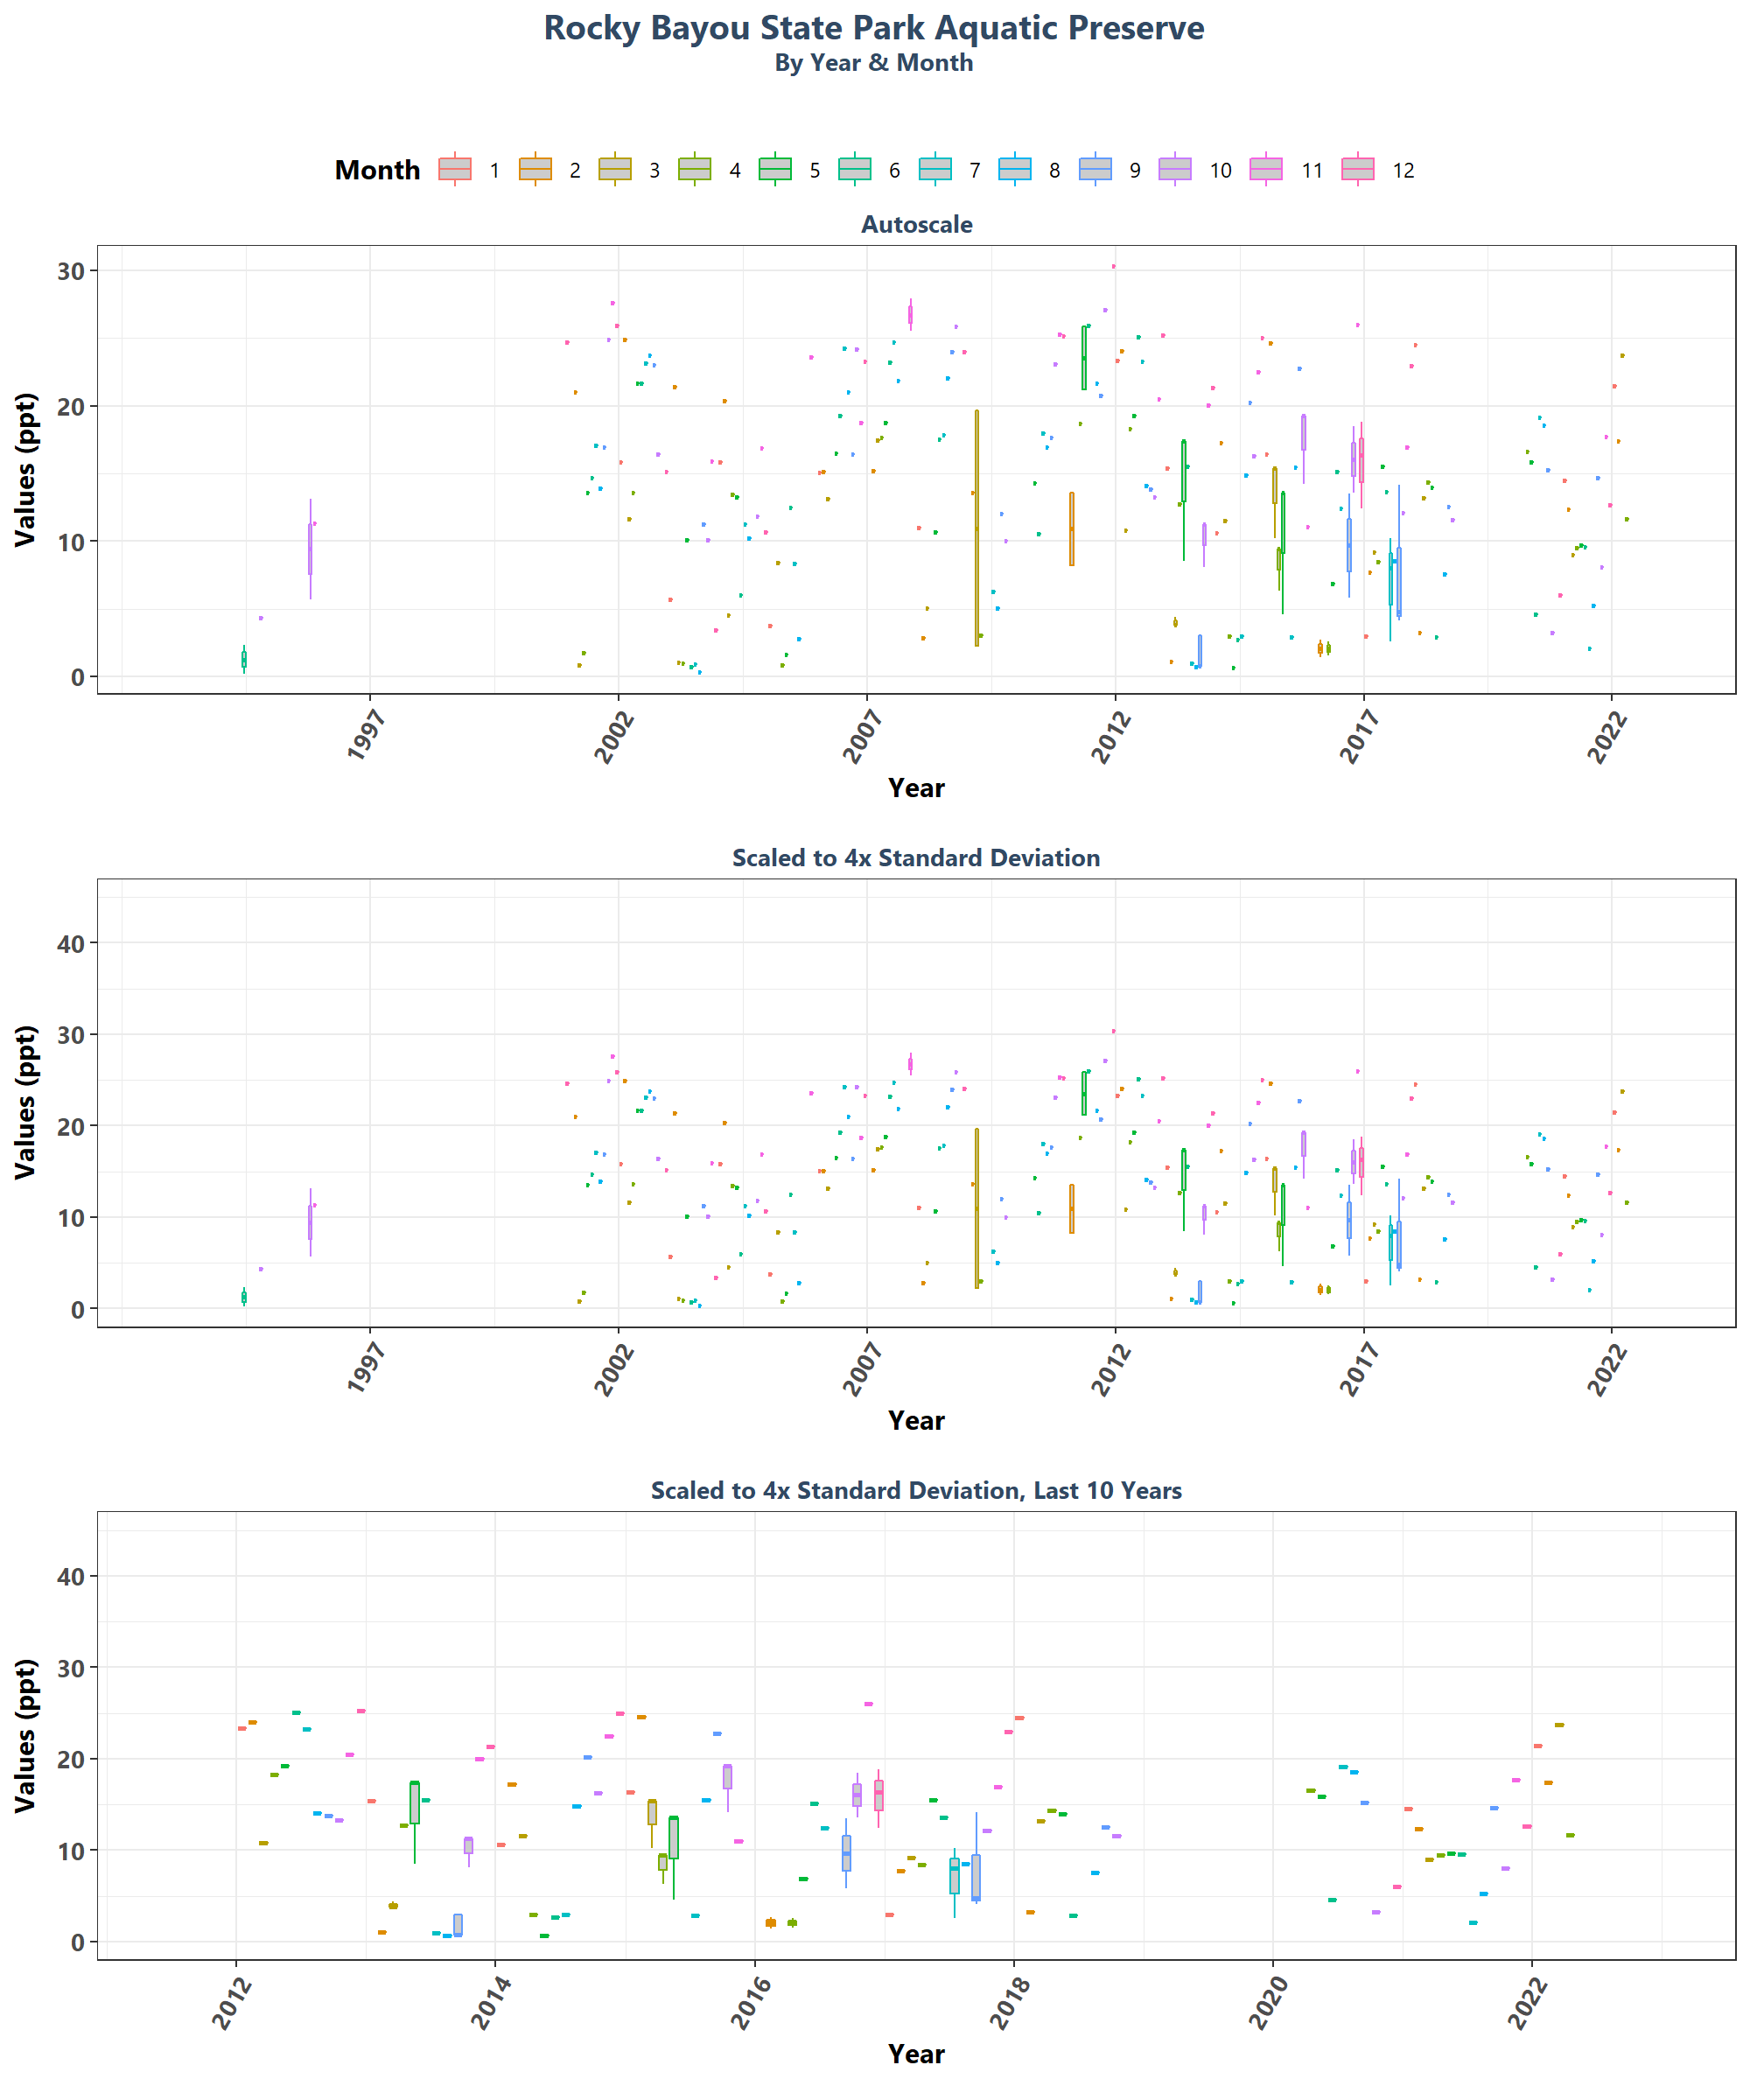 Rocky Bayou State Park Aquatic Preserve
By Year & Month
Month 1 2 3 4 5 6 7 8 9 10 11 12
Autoscale
Values (ppt)
30
20
10
0
1997 2002 2007 2012 2017 2022
Year
Scaled to 4x Standard Deviation
Values (ppt)
40
30
20
10
0
1997 2002 2007 2012 2017 2022
Year
Scaled to 4x Standard Deviation, Last 10 Years
Values (ppt)
40
30
20
10
0
2012 2014 2016 2018 2020 2022
Year